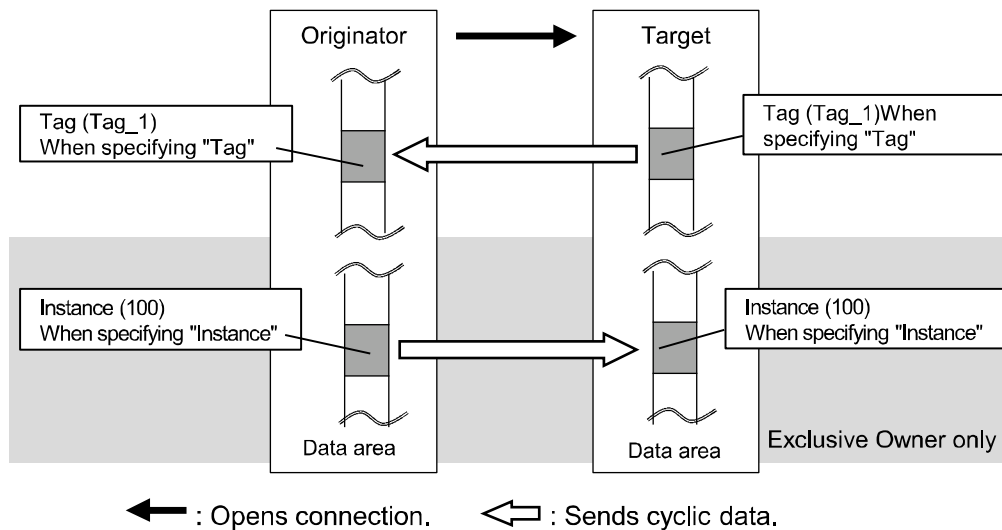 Originator
Target
Tag (Tag_1)
When specifying "Tag"
Tag (Tag_1)When
specifying "Tag"
Instance (100)
When specifying "Instance"
Instance (100)
When specifying "Instance"
Data area
Data area
Exclusive Owner only
: Opens connection.
: Sends cyclic data.